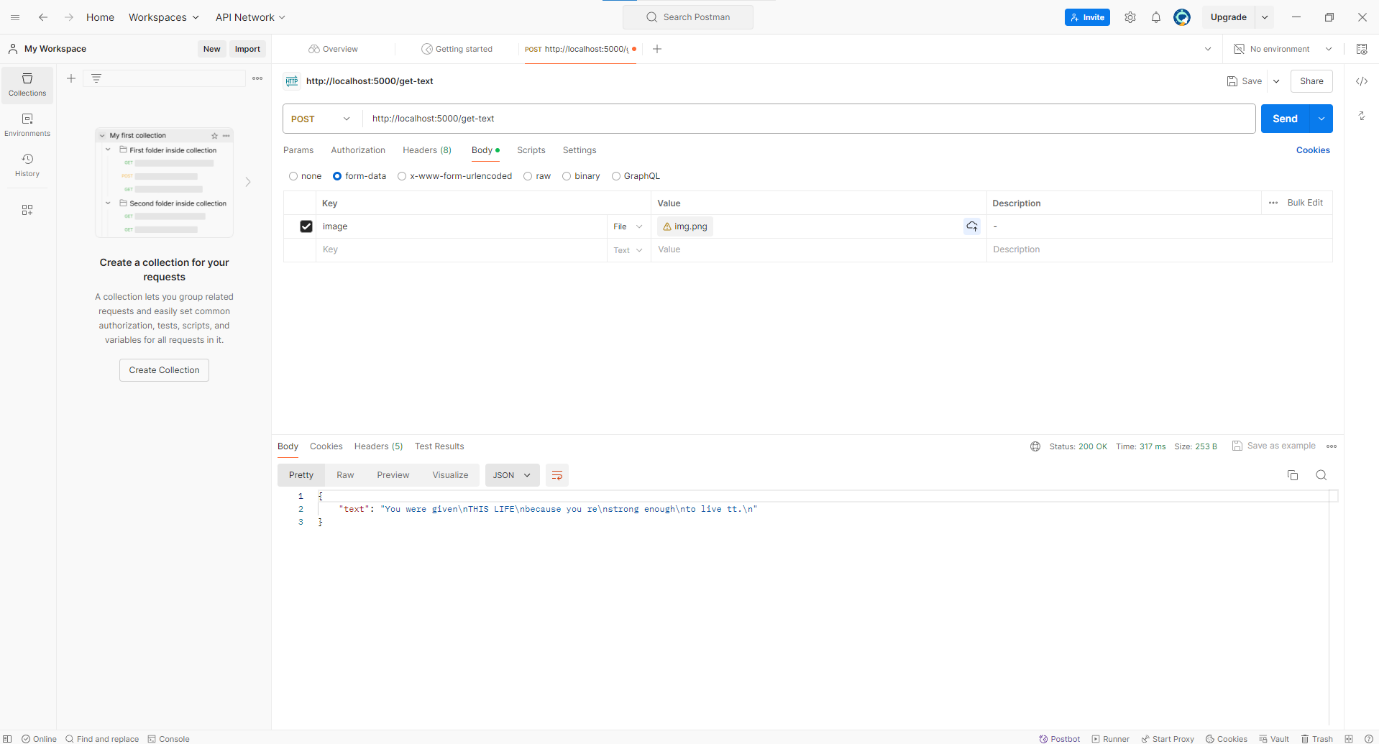 Home
Workspaces
API Network
Search Postman
Invite
Upgrade
My Workspace
New
Import
Overview
Getting started
POST http://localhost:5000/g
No environment
Collections
Environments
History
My first collection
First folder inside collection
GET
POST
GET
Second folder inside collection
GET
GET
Create a collection for your
requests
A collection lets you group related
requests and easily set common
authorization, tests, scripts, and
variables for all requests in it.
Create Collection
HTTP
http://localhost:5000/get-text
Save
Share
POST
http://localhost:5000/get-text
Send
Params
Authorization
Headers (8)
Body
Scripts
Settings
Cookies
none
form-data
x-www-form-urlencoded
raw
binary
GraphQL
Key
Value
Description
Bulk Edit
image
File
img.png
-
Key
Text
Value
Description
Body
Cookies
Headers (5)
Test Results
Status: 200 OK
Time: 317 ms
Size: 253 B
Save as example
Pretty
Raw
Preview
Visualize
JSON
1 {
2 "text": "You were given\nTHIS LIFE\nbecause you re\nstrong enough\nto live tt.\n"
3 }
Online
Find and replace
Console
Postbot
Runner
Start Proxy
Cookies
Vault
Trash